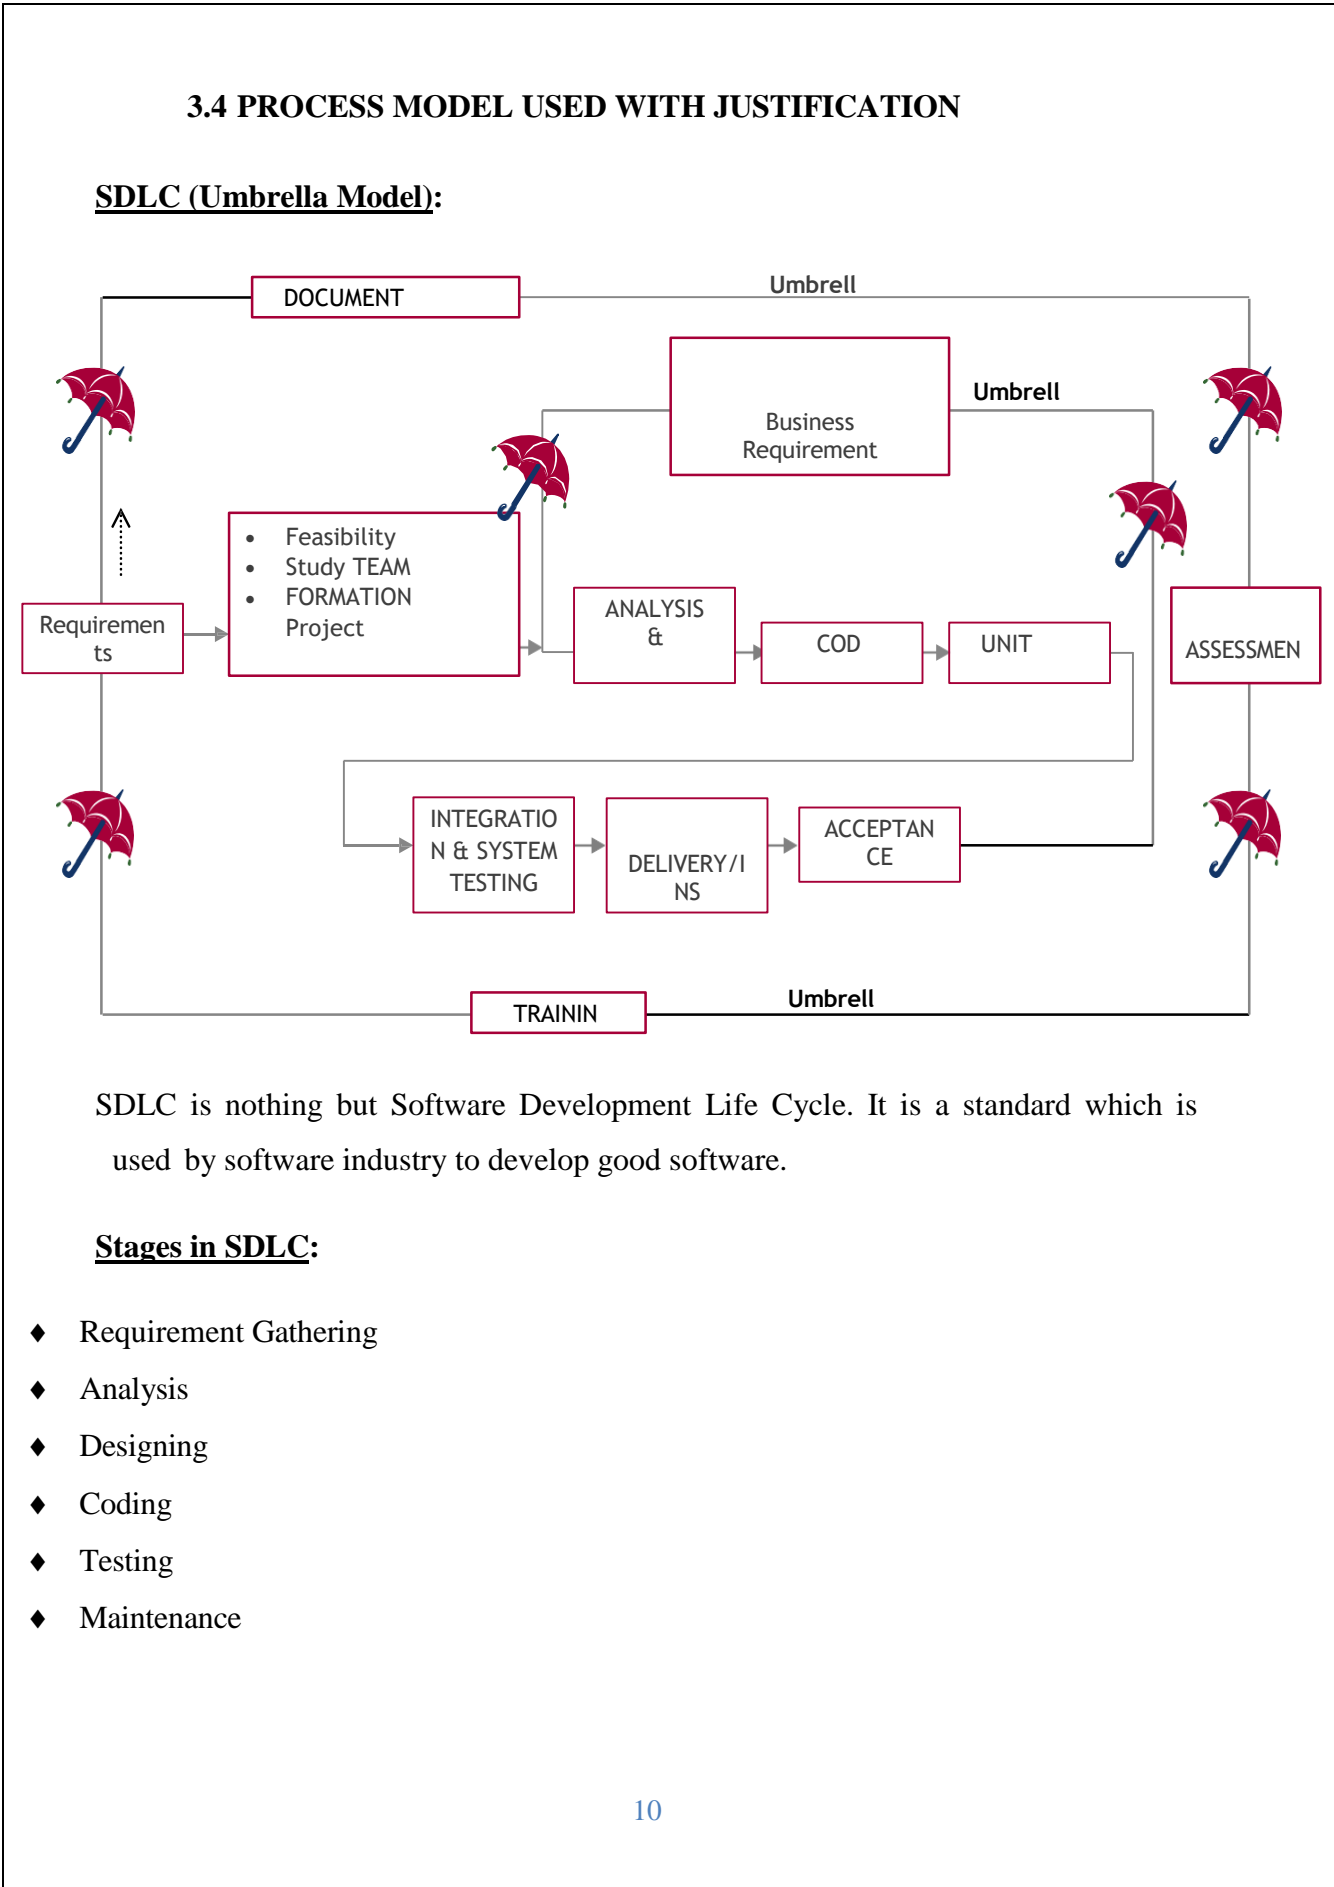 3.4 PROCESS MODEL USED WITH JUSTIFICATION
SDLC (Umbrella Model):
DOCUMENT
Umbrell
Business
Requirement
Umbrell
• Feasibility
• Study TEAM
• FORMATION
Project
Requiremen
ts
ANALYSIS
&
COD
UNIT
ASSESSMEN
INTEGRATIO
N & SYSTEM
TESTING
DELIVERY/I
NS
ACCEPTAN
CE
TRAININ
Umbrell
SDLC is nothing but Software Development Life Cycle. It is a standard which is
used by software industry to develop good software.
Stages in SDLC:
♦ Requirement Gathering
♦ Analysis
♦ Designing
♦ Coding
♦ Testing
♦ Maintenance
10